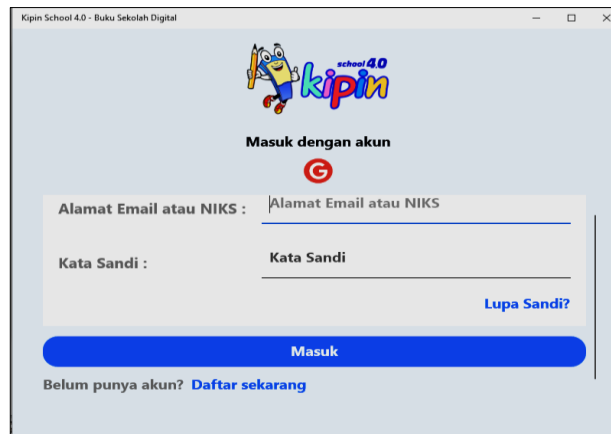 Kipin School 4.0 - Buku Sekolah Digital
school 4.0
kipin
Masuk dengan akun
G
Alamat Email atau NIKS :
Alamat Email atau NIKS
Kata Sandi :
Kata Sandi
Lupa Sandi?
Masuk
Belum punya akun? Daftar sekarang